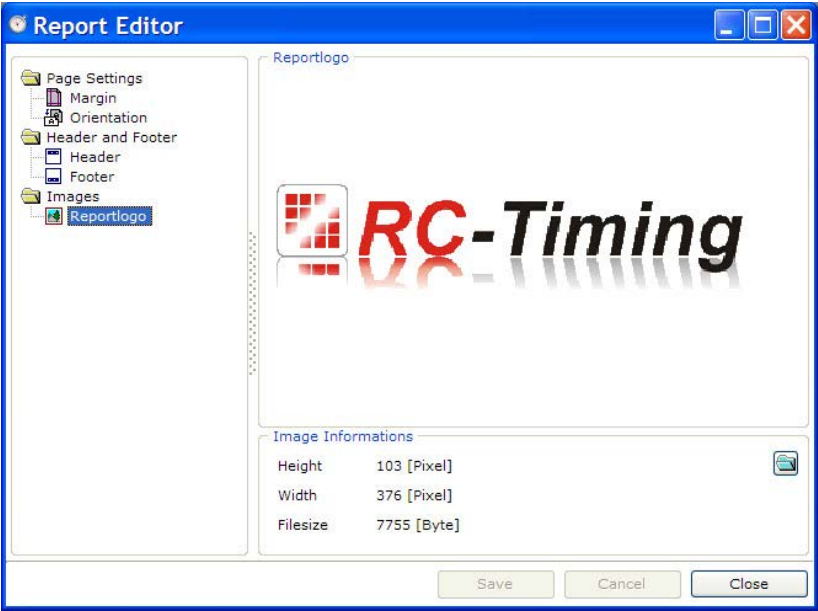 Report Editor
Page Settings
Margin
Orientation
Header and Footer
Header
Footer
Images
Reportlogo
Reportlogo
RC-Timing
Image Informations
Height 103 [Pixel]
Width 376 [Pixel]
Filesize 7755 [Byte]
Save Cancel Close